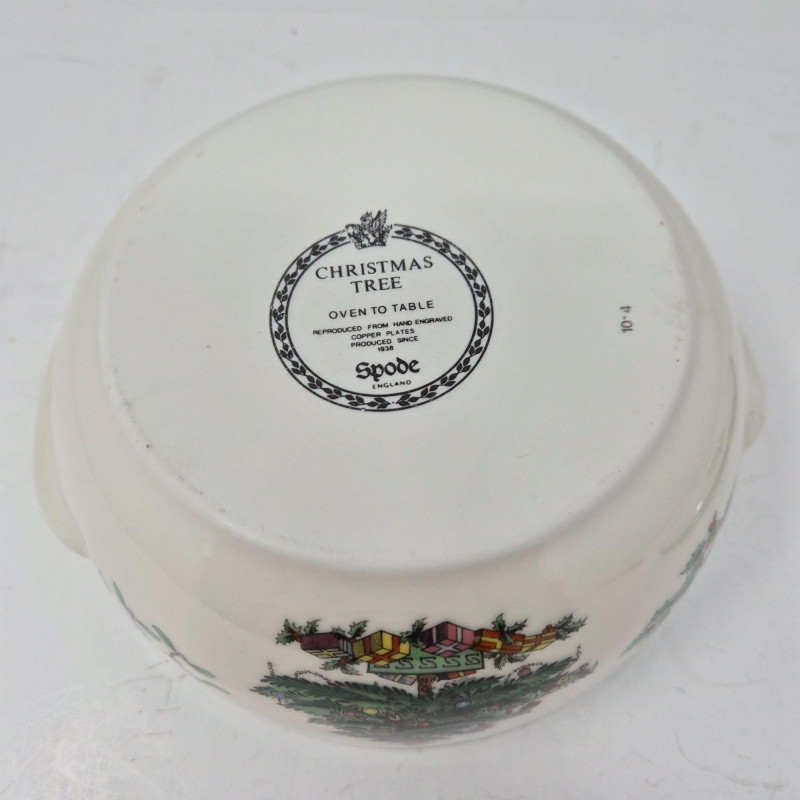 CHRISTMAS
TREE
OVEN TO TABLE
REPRODUCED FROM HAND ENGRAVED
COPPER PLATES
PRODUCED SINCE
1938
Spode
ENGLAND
10-4